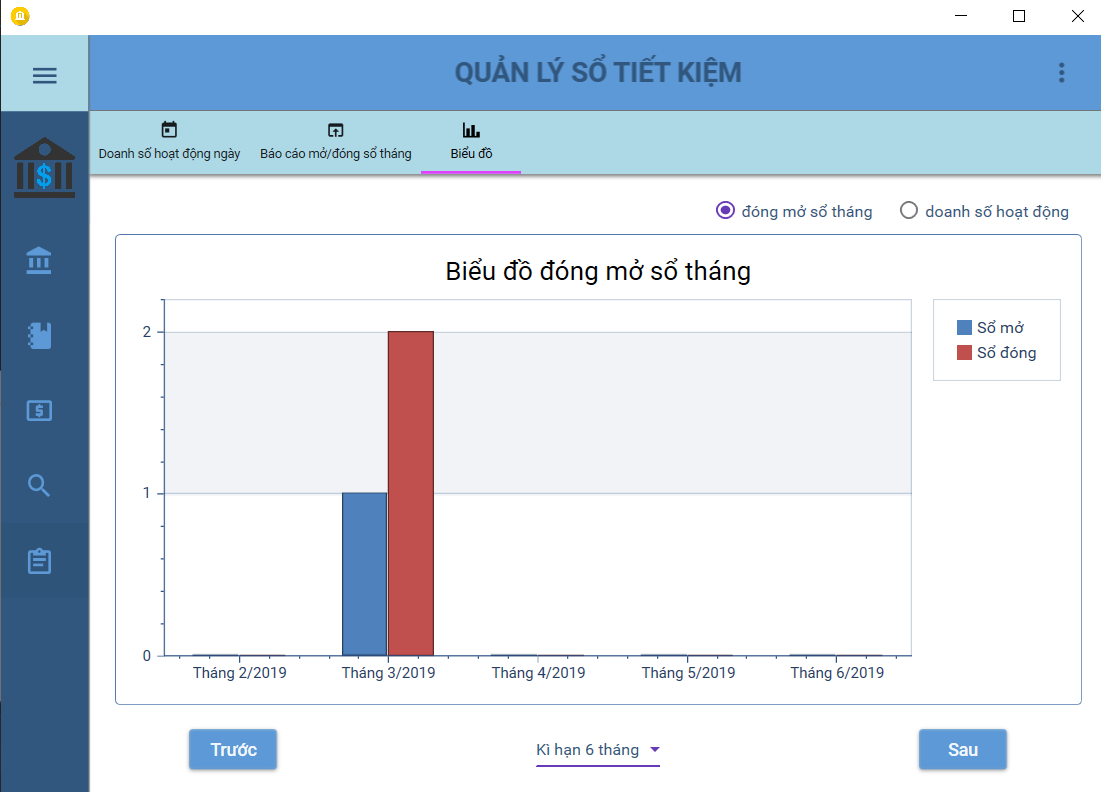 QUẢN LÝ SỔ TIẾT KIỆM
Doanh số hoạt động ngày
Báo cáo mở/đóng sổ tháng
Biểu đồ
đóng mở sổ tháng
doanh số hoạt động
Biểu đồ đóng mở sổ tháng
Sổ mở
Sổ đóng
2
1
0
Tháng 2/2019
Tháng 3/2019
Tháng 4/2019
Tháng 5/2019
Tháng 6/2019
Trước
Kì hạn 6 tháng
Sau